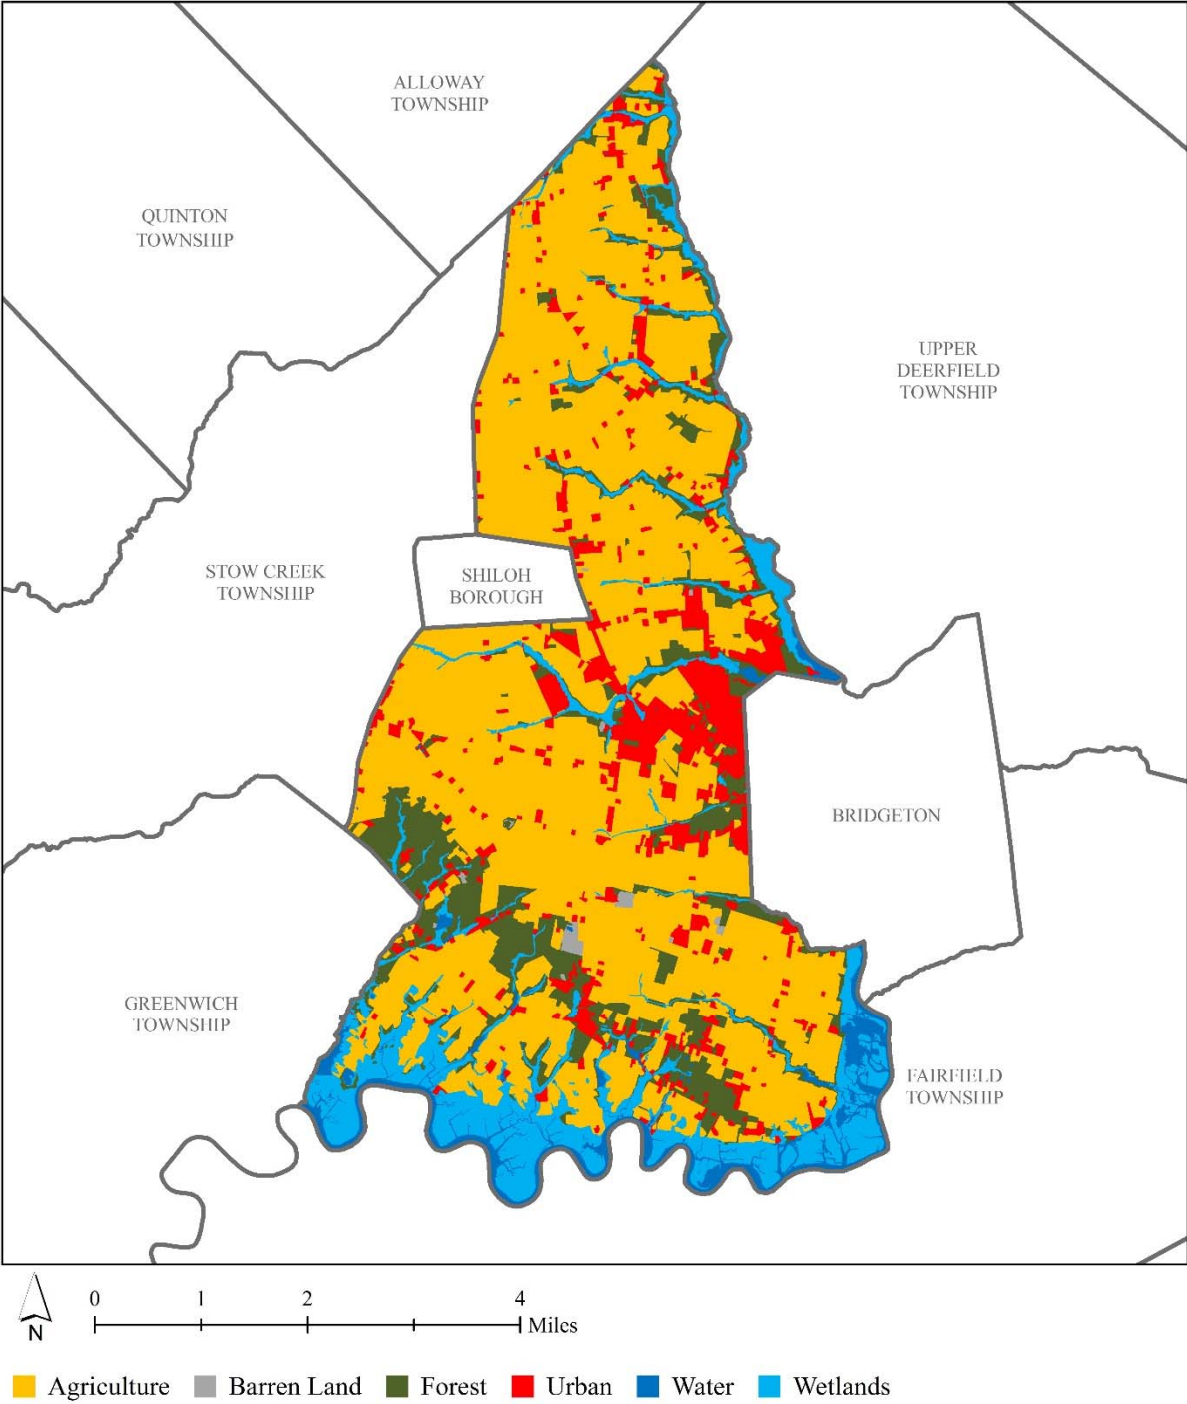 ALLOWAY
TOWNSHIP
QUINTON
TOWNSHIP
UPPER
DEERFIELD
TOWNSHIP
STOW CREEK
TOWNSHIP
SHILOH
BOROUGH
BRIDGETON
GREENWICH
TOWNSHIP
FAIRFIELD
TOWNSHIP
N
0 1 2 4
Miles
Agriculture Barren Land Forest Urban Water Wetlands